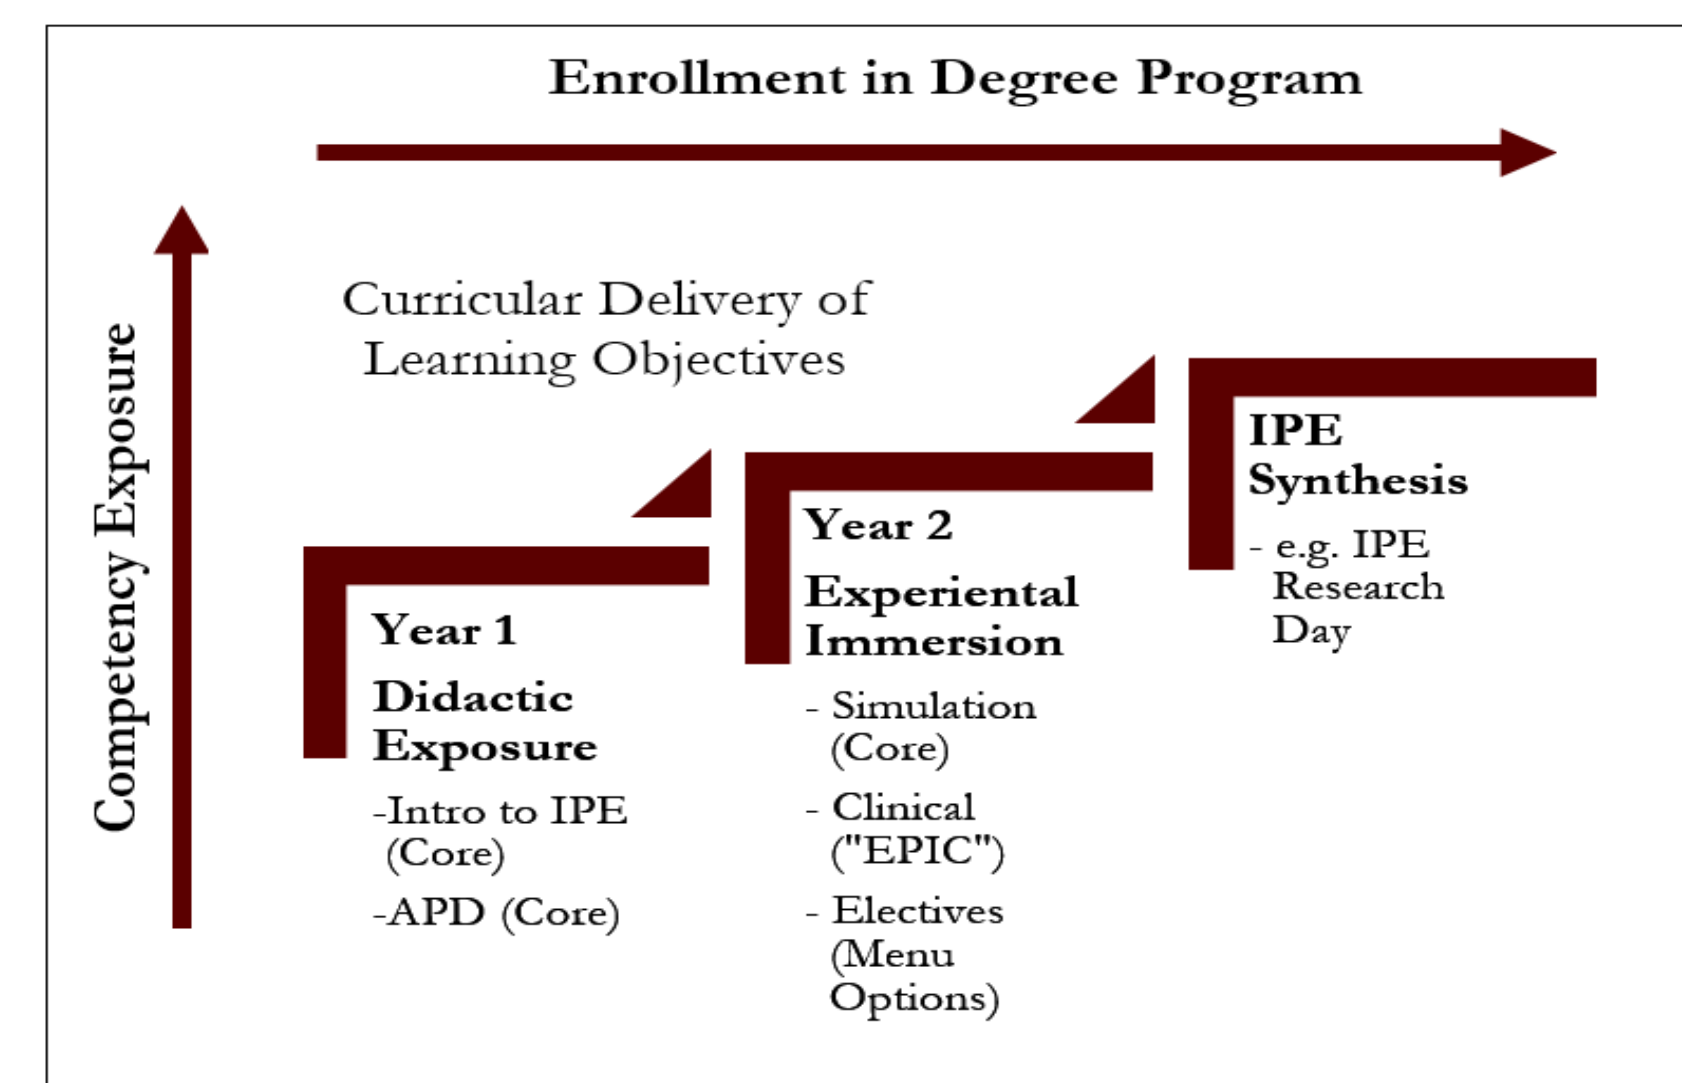 Enrollment in Degree Program
Competency Exposure
Curricular Delivery of
Learning Objectives
Year 1
Didactic
Exposure
-Intro to IPE
(Core)
-APD (Core)
Year 2
Experiental
Immersion
- Simulation
(Core)
- Clinical
("EPIC")
- Electives
(Menu
Options)
IPE
Synthesis
- e.g. IPE
Research
Day